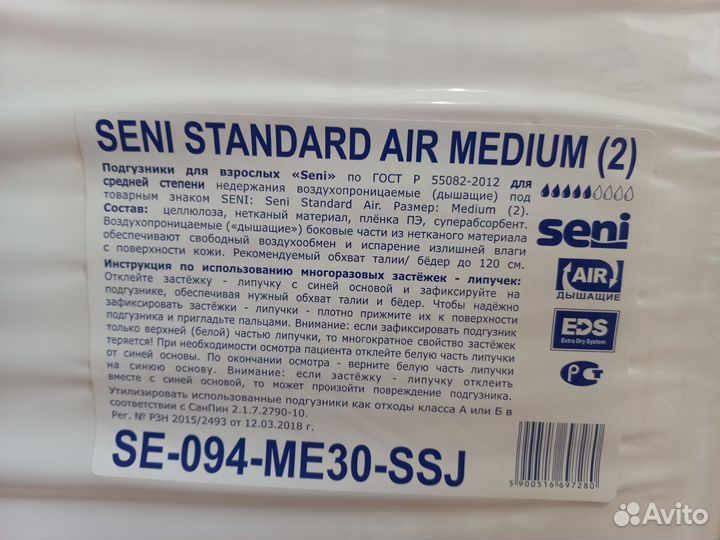 SENI STANDARD AIR MEDIUM (2)
Подгузники для взрослых «Seni» по ГОСТ Р 55082-2012 для
средней степени недержания воздухопроницаемые (дышащие) под
товарным знаком SENI: Seni Standard Air. Размер: Medium (2).
Состав: целлюлоза, нетканый материал, плёнка ПЭ, суперабсорбент.
Воздухопроницаемые («дышащие») боковые части из нетканого материала
обеспечивают свободный воздухообмен и испарение излишней влаги
с поверхности кожи. Рекомендуемый обхват талии/ бёдер до 120 см.
Инструкция по использованию многоразовых застёжек - липучек:
Отклейте застёжку - липучку с синей основой и зафиксируйте на
подгузнике, обеспечивая нужный обхват талии и бёдер. Чтобы надёжно
зафиксировать застёжки - липучки - плотно прижмите их к поверхности
подгузника и пригладьте пальцами. Внимание: если зафиксировать подгузник
только верхней (белой) частью липучки, то многократное свойство застёжек
теряется! При необходимости осмотра пациента отклейте белую часть липучки
от синей основы. По окончании осмотра - верните белую часть липучки
на синюю основу. Внимание: если застёжку - липучку отклеить
вместе с синей основой, то может произойти повреждение подгузника.
Утилизировать использованные подгузники как отходы класса А или Б в
соответствии с СанПин 2.1.7.2790-10.
Рег. № РЗН 2015/2493 от 12.03.2018 г.
SE-094-ME30-SSJ
seni
AIR
ДЫШАЩИЕ
EDS
Extra Dry System
РСТ
5 900516 697280
Avito